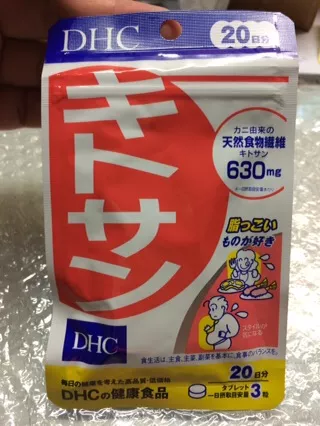 DHC
20日分
キトサン
カニ由来の
天然食物繊維
キトサン
630mg
脂っこい
ものが好き
DHC
食生活は、主食、主菜、副菜を基本に、食事のバランスを。
20日分
毎日の健康を考えた高品質・低価格
DHCの健康食品
タブレット
一日摂取目安量 3粒